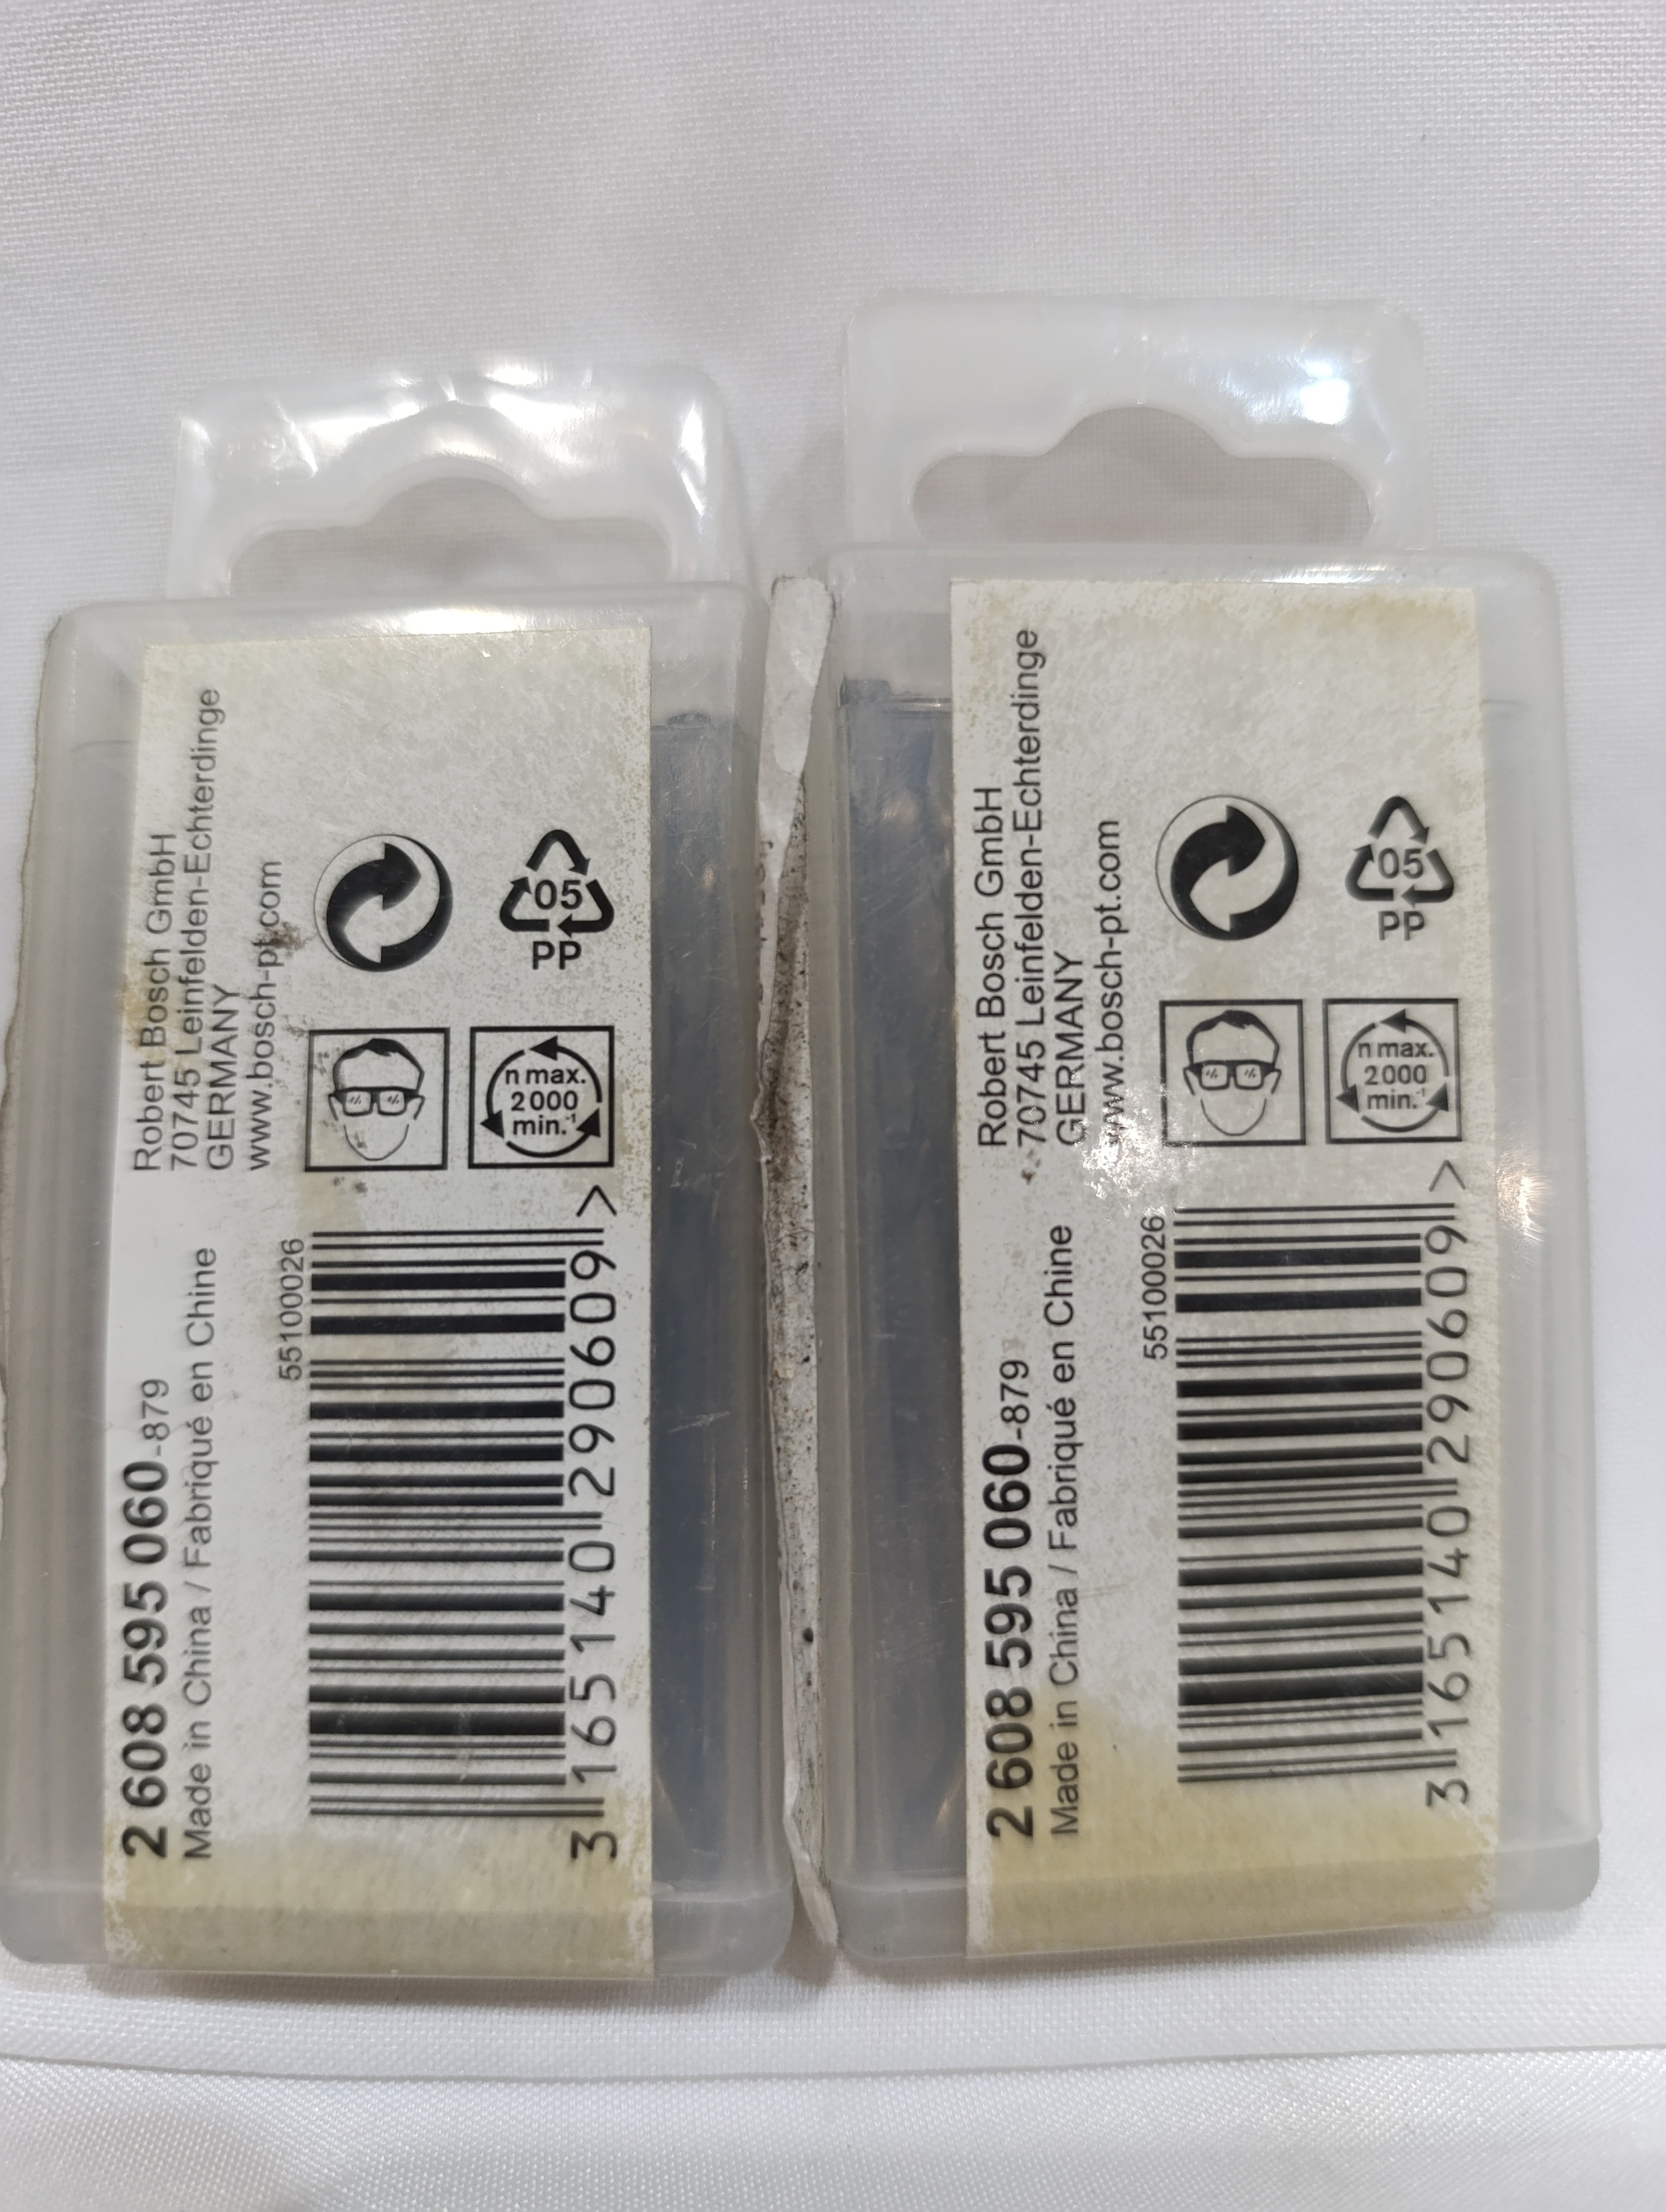 Robert Bosch GmbH
70745 Leinfelden-Echterdinge
GERMANY
www.bosch-pt.com
05
PP
n max.
2000
min.-1
2 608 595 060-879
Made in China / Fabriqué en Chine
55100026
3 165140 290609 >
Robert Bosch GmbH
70745 Leinfelden-Echterdinge
GERMANY
www.bosch-pt.com
05
PP
n max.
2000
min.-1
2 608 595 060-879
Made in China / Fabriqué en Chine
55100026
3 165140 290609 >